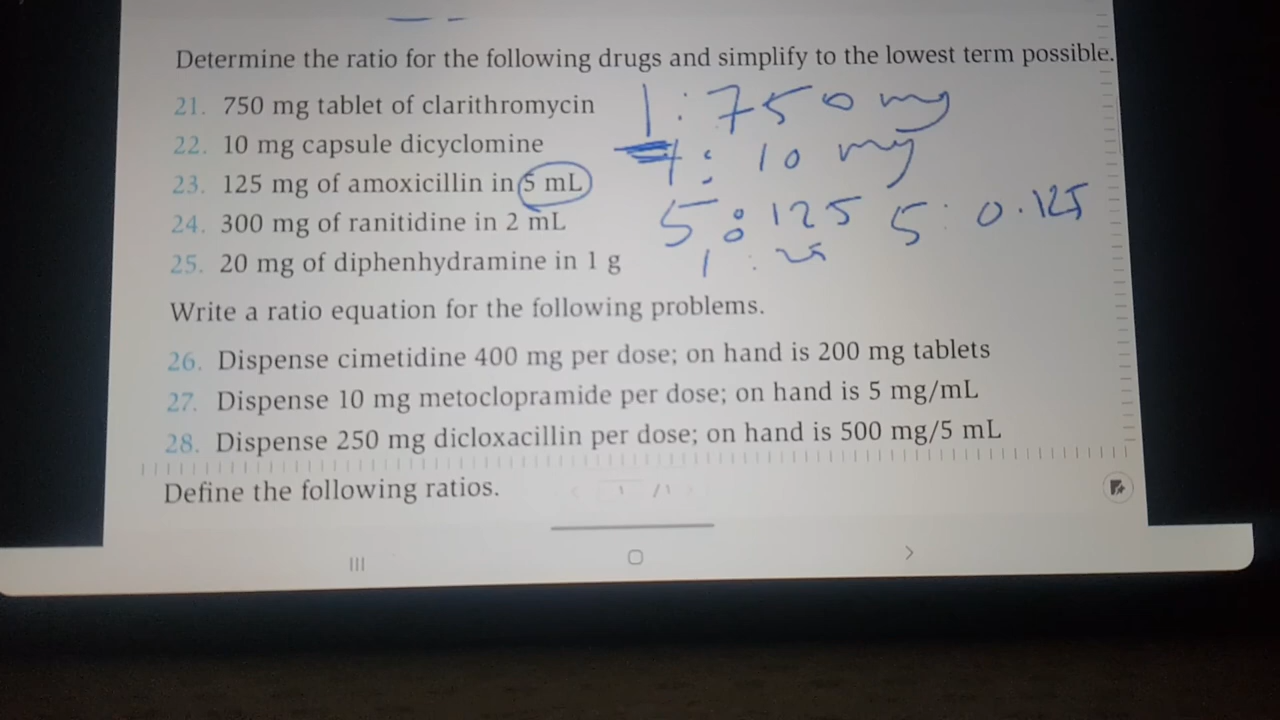 Determine the ratio for the following drugs and simplify to the lowest term possible.
21. 750 mg tablet of clarithromycin 1 : 750 mg
22. 10 mg capsule dicyclomine 1 : 10 mg
23. 125 mg of amoxicillin in 5 mL 5 : 125 5 : 0.125
24. 300 mg of ranitidine in 2 mL
25. 20 mg of diphenhydramine in 1 g 1 : 25
Write a ratio equation for the following problems.
26. Dispense cimetidine 400 mg per dose; on hand is 200 mg tablets
27. Dispense 10 mg metoclopramide per dose; on hand is 5 mg/mL
28. Dispense 250 mg dicloxacillin per dose; on hand is 500 mg/5 mL
Define the following ratios.
1 / 1